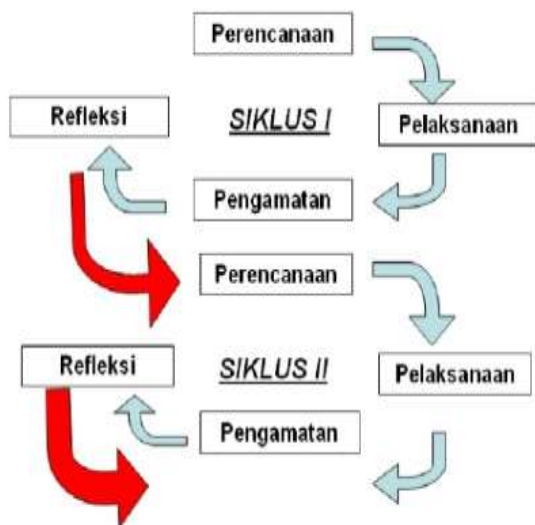 Perencanaan
Refleksi
SIKLUS I
Pelaksanaan
Pengamatan
Perencanaan
Refleksi
SIKLUS II
Pelaksanaan
Pengamatan